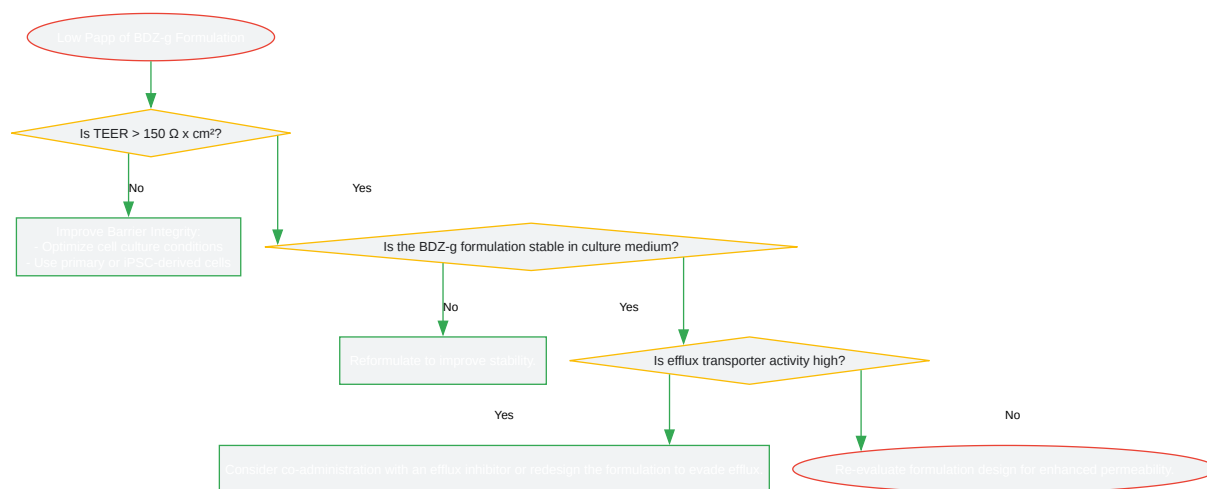 Low Papp of BDZ-g Formulation
Is TEER > 150 Ω x cm²?
No
Yes
Improve Barrier Integrity:
- Optimize cell culture conditions.
- Use primary or iPSC-derived cells.
Is the BDZ-g formulation stable in culture medium?
No
Yes
Reformulate to improve stability.
Is efflux transporter activity high?
Yes
No
Consider co-administration with an efflux inhibitor or redesign the formulation to evade efflux.
Re-evaluate formulation design for enhanced permeability.